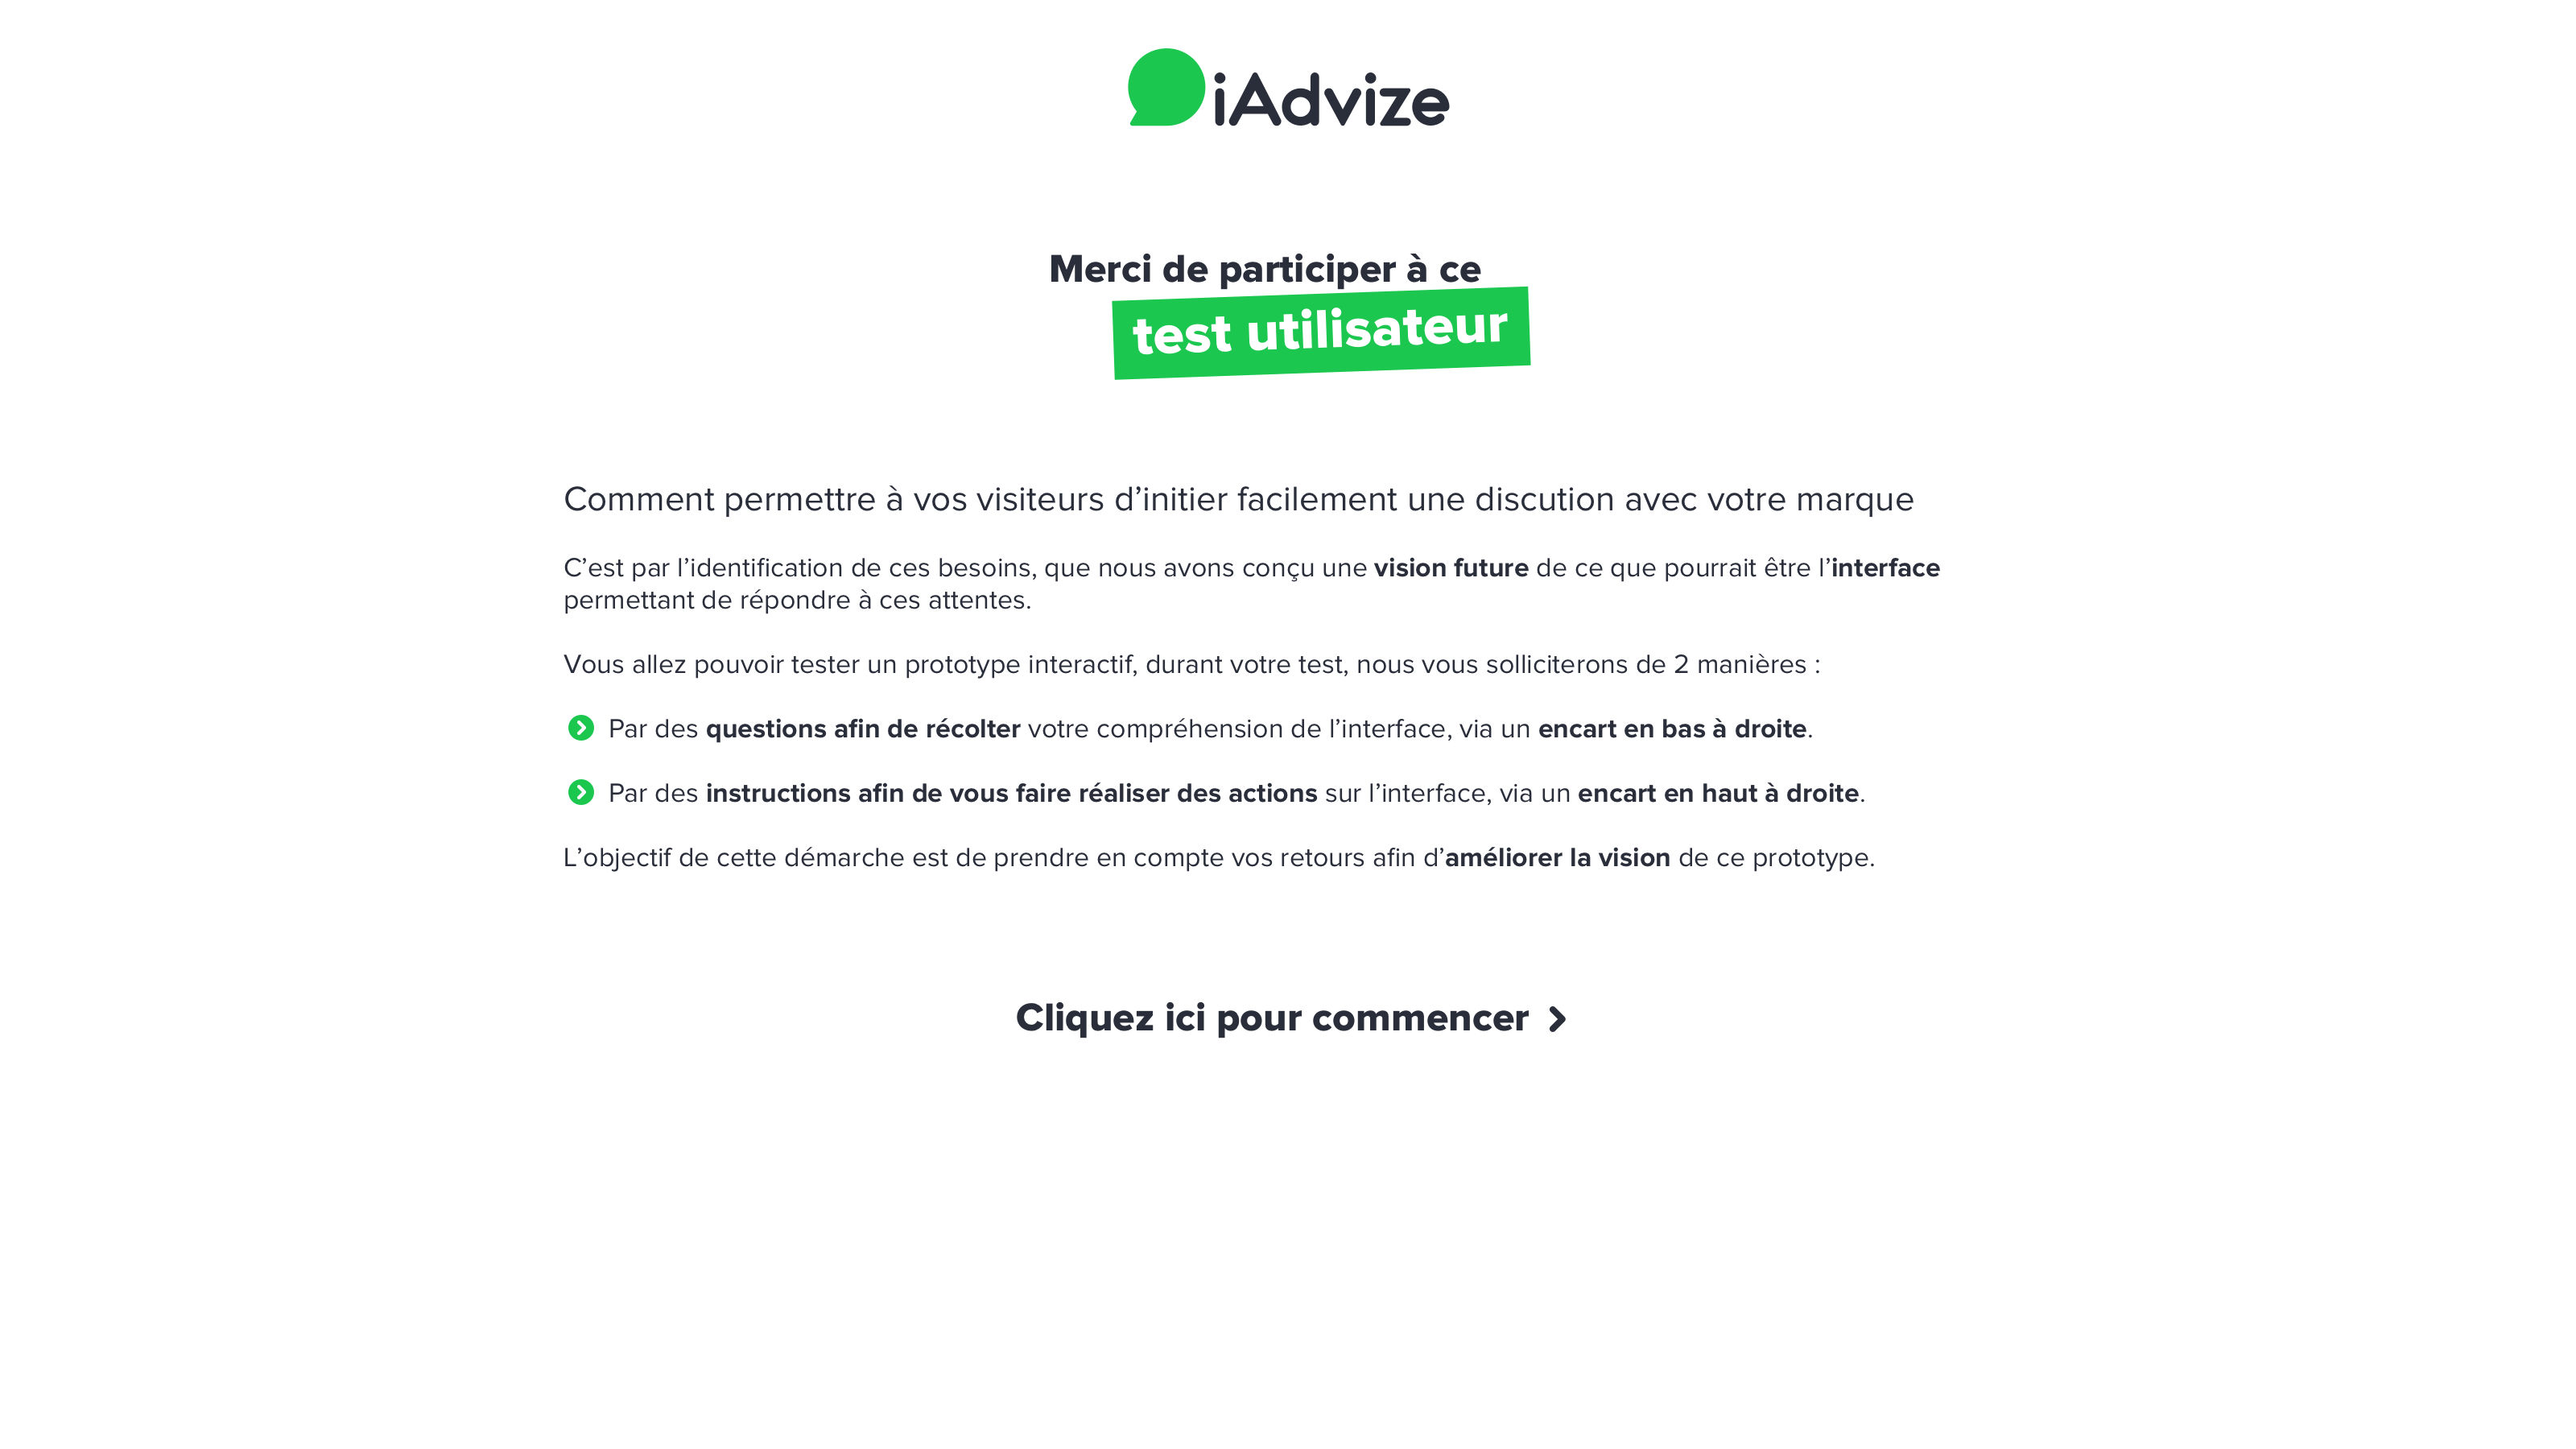 iAdvize
Merci de participer à ce
test utilisateur
Comment permettre à vos visiteurs d’initier facilement une discution avec votre marque
C’est par l’identification de ces besoins, que nous avons conçu une vision future de ce que pourrait être l’interface
permettant de répondre à ces attentes.
Vous allez pouvoir tester un prototype interactif, durant votre test, nous vous solliciterons de 2 manières :
Par des questions afin de récolter votre compréhension de l’interface, via un encart en bas à droite.
Par des instructions afin de vous faire réaliser des actions sur l’interface, via un encart en haut à droite.
L’objectif de cette démarche est de prendre en compte vos retours afin d’améliorer la vision de ce prototype.
Cliquez ici pour commencer